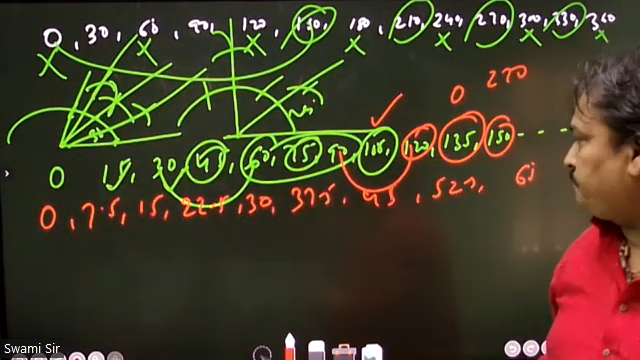 0, 30, 60, 90, 120, 150, 180, 210, 240, 270, 300, 330, 360
0 270
0 15, 30, 45, 60, 75, 90, 105, 120, 135, 150 - - - -
0, 7.5, 15, 22.5, 30, 37.5, 45, 52.5, 60
Swami Sir